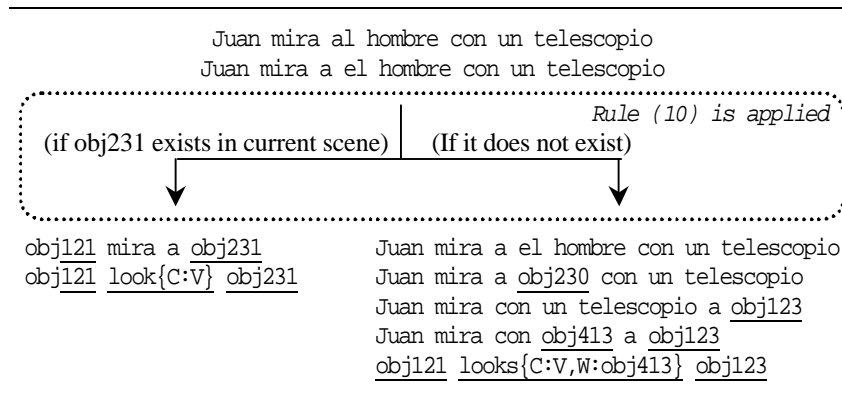 Juan mira al hombre con un telescopio
Juan mira a el hombre con un telescopio
Rule (10) is applied
(if obj231 exists in current scene)
(If it does not exist)
obj121 mira a obj231
obj121 look{C:V} obj231
Juan mira a el hombre con un telescopio
Juan mira a obj230 con un telescopio
Juan mira con un telescopio a obj123
Juan mira con obj413 a obj123
obj121 looks{C:V,W:obj413} obj123